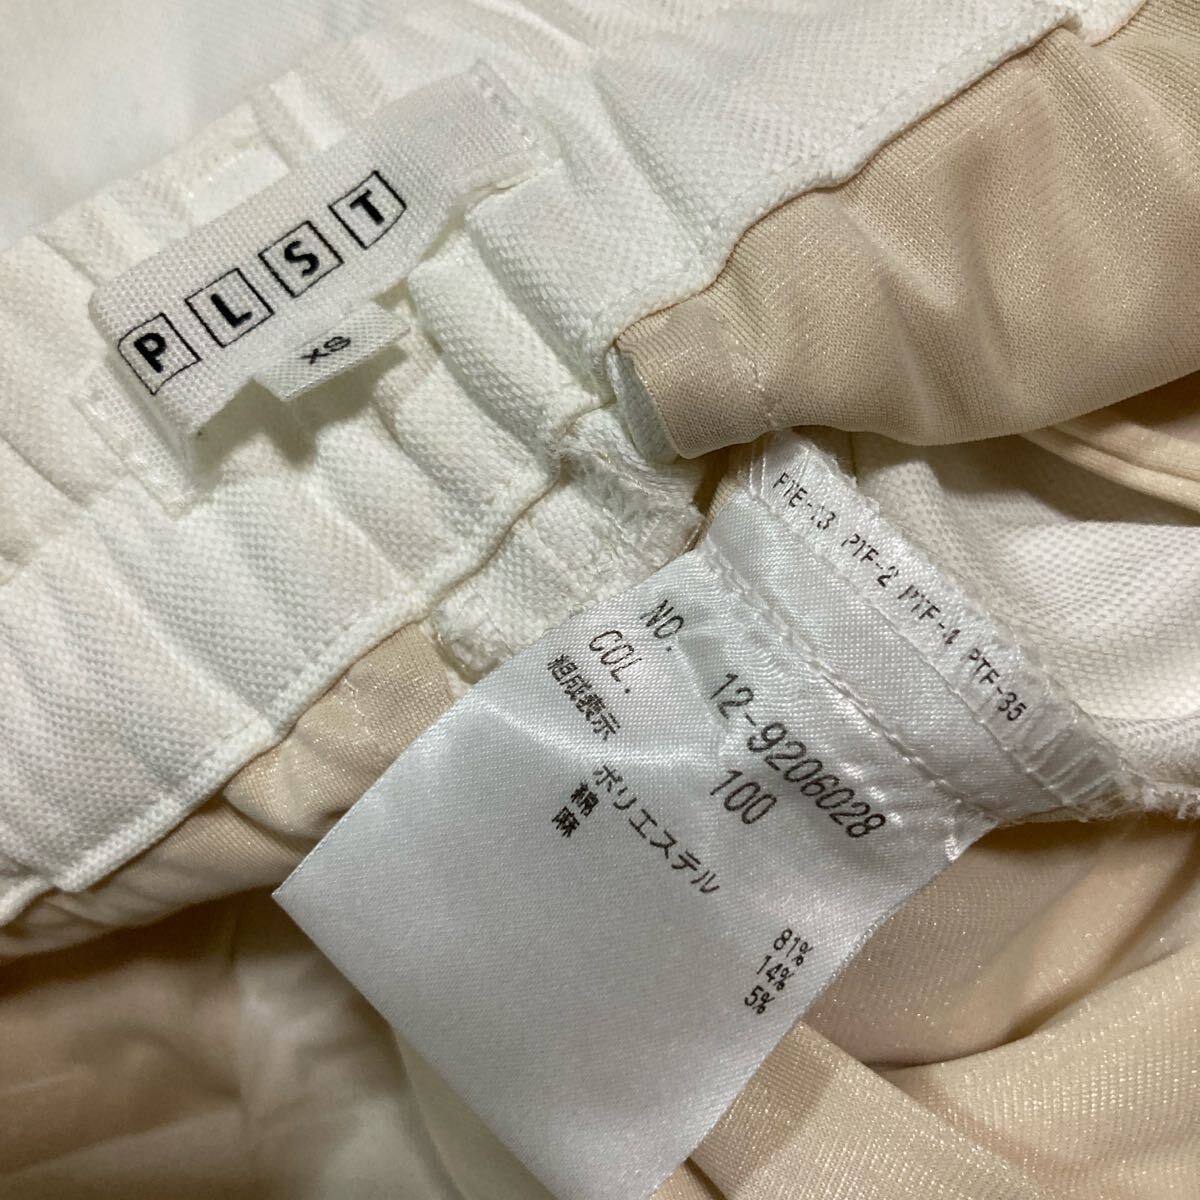 PLST
XS
PTE-13 PTF-2 PTF-4 PTF-35
NO. 12-9206028
COL. 100
組成表示 ポリエステル 81%
綿 14%
麻 5%